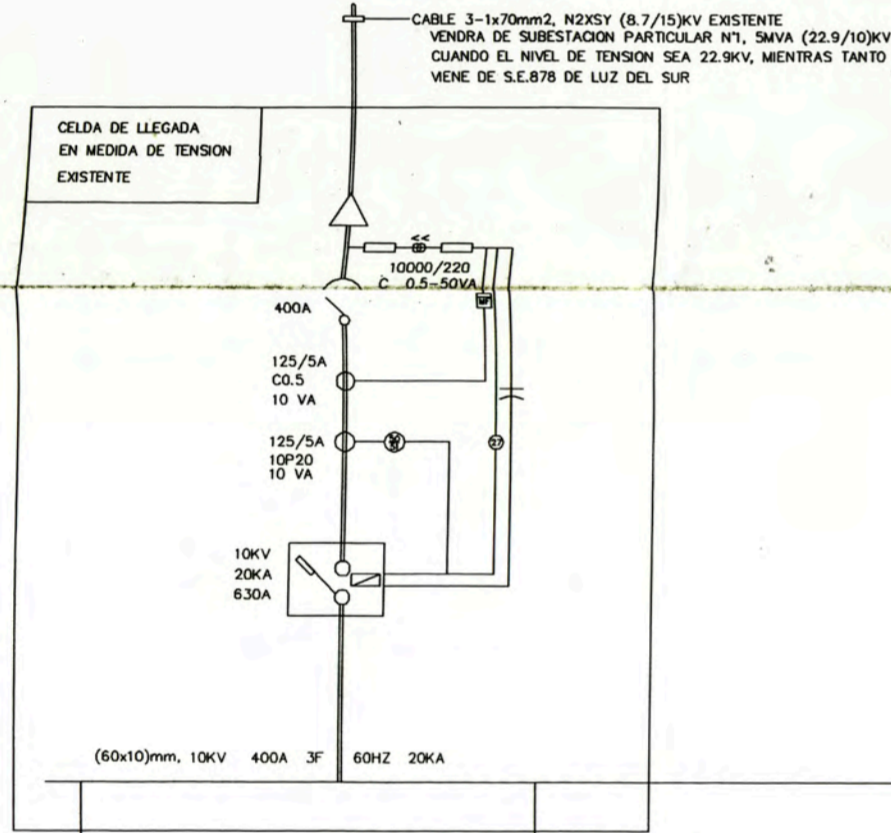 CABLE 3-1x70mm2, N2XSY (8.7/15)KV EXISTENTE
VENDRA DE SUBESTACION PARTICULAR N°1, 5MVA (22.9/10)KV
CUANDO EL NIVEL DE TENSION SEA 22.9KV, MIENTRAS TANTO
VIENE DE S.E.878 DE LUZ DEL SUR
CELDA DE LLEGADA
EN MEDIDA DE TENSION
EXISTENTE
<<
10000/220
C 0.5-50VA
400A
125/5A
C0.5
10 VA
125/5A
10P20
10 VA
27
10KV
20KA
630A
(60x10)mm, 10KV 400A 3F 60HZ 20KA